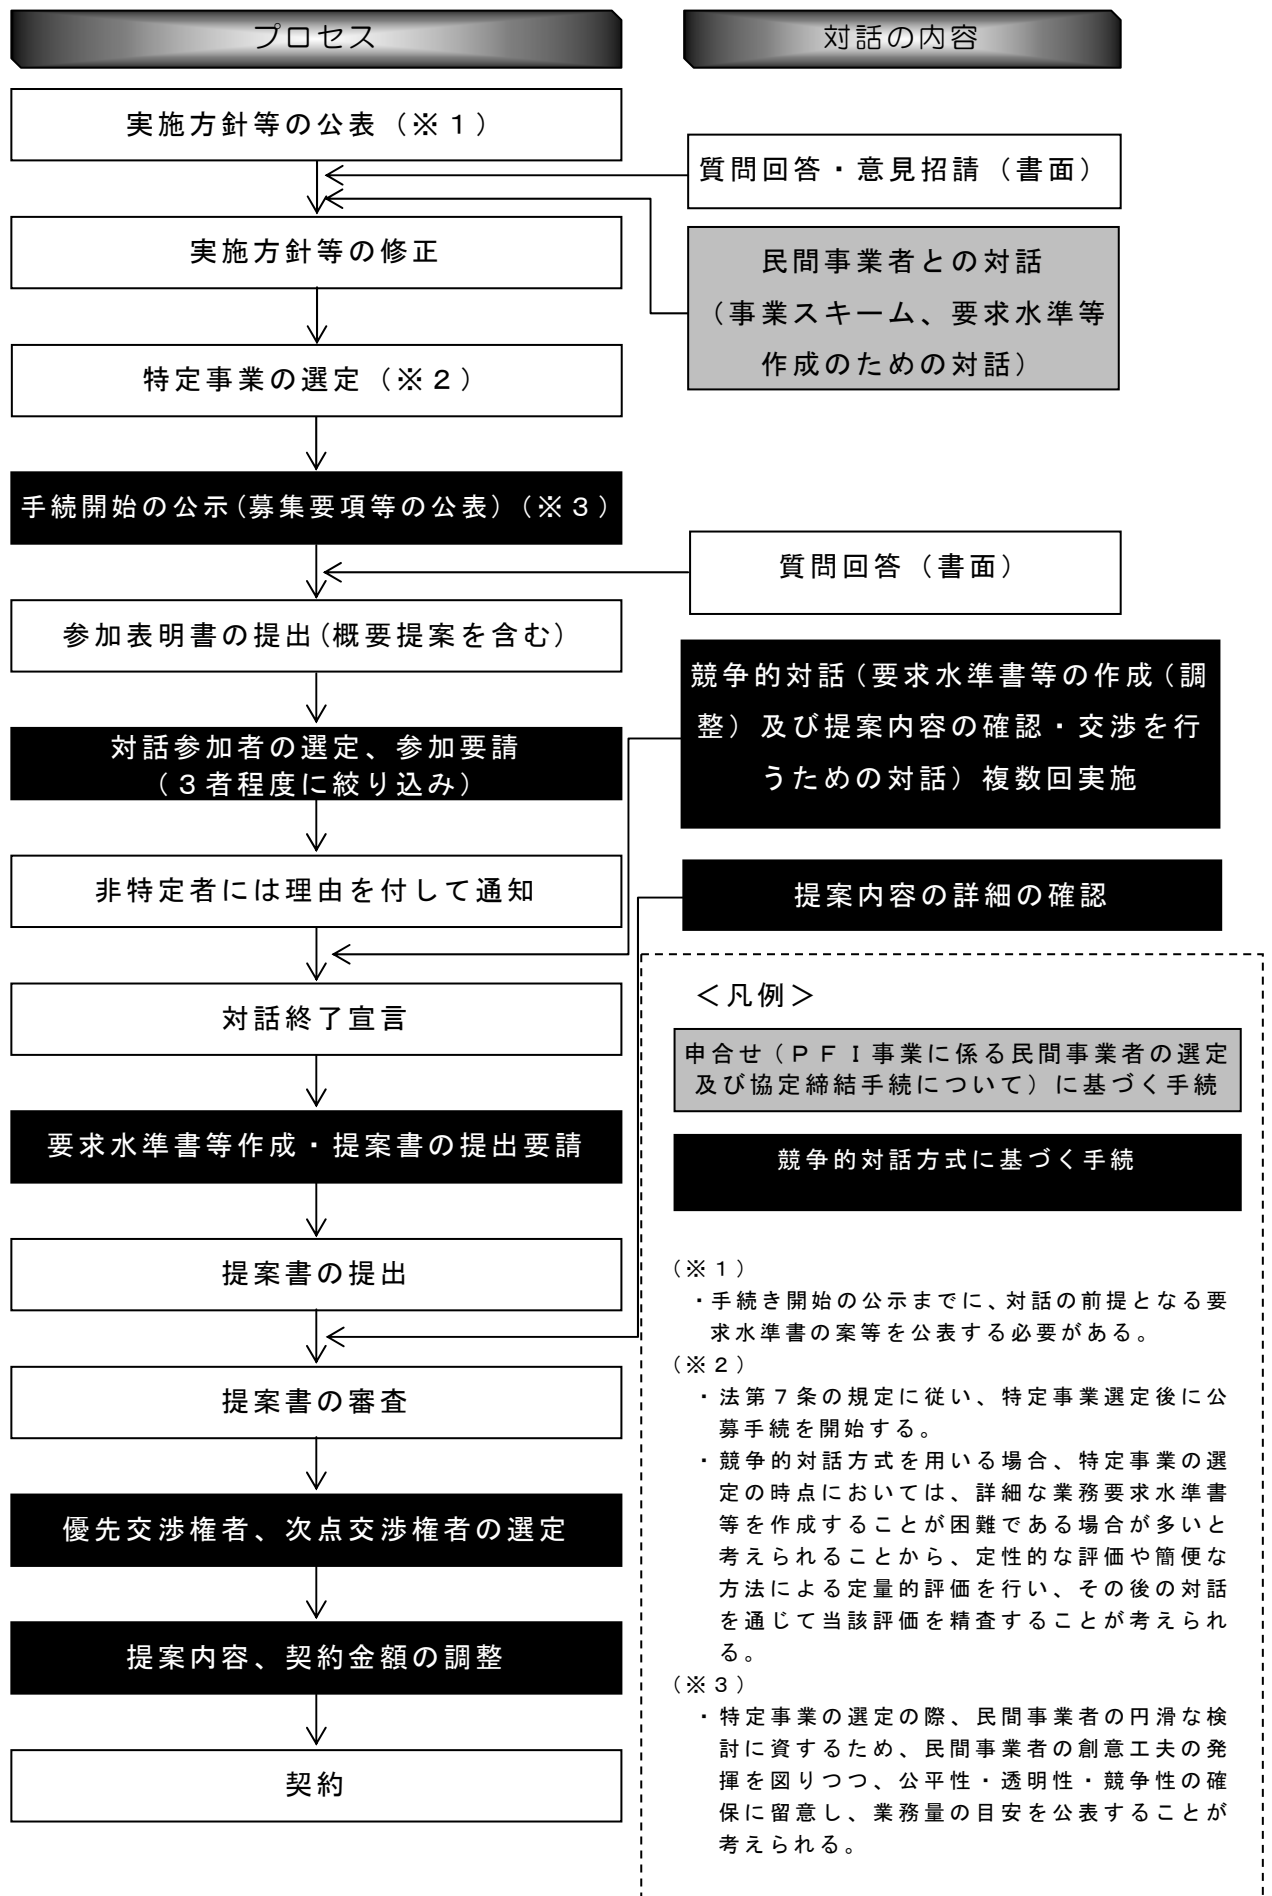 プロセス
対話の内容
実施方針等の公表（※１）
質問回答・意見招請（書面）
実施方針等の修正
民間事業者との対話
（事業スキーム、要求水準等
作成のための対話）
特定事業の選定（※２）
手続開始の公示(募集要項等の公表)（※３）
質問回答（書面）
参加表明書の提出(概要提案を含む)
競争的対話(要求水準書等の作成(調
整）及び提案内容の確認・交渉を行
うための対話）複数回実施
対話参加者の選定、参加要請
（３者程度に絞り込み）
非特定者には理由を付して通知
提案内容の詳細の確認
対話終了宣言
要求水準書等作成・提案書の提出要請
提案書の提出
提案書の審査
優先交渉権者、次点交渉権者の選定
提案内容、契約金額の調整
契約
＜凡例＞
申合せ（ＰＦＩ事業に係る民間事業者の選定
及び協定締結手続について）に基づく手続
競争的対話方式に基づく手続
（※１）
・手続き開始の公示までに、対話の前提となる要
求水準書の案等を公表する必要がある。
（※２）
・法第７条の規定に従い、特定事業選定後に公
募手続を開始する。
・競争的対話方式を用いる場合、特定事業の選
定の時点においては、詳細な業務要求水準書
等を作成することが困難である場合が多いと
考えられることから、定性的な評価や簡便な
方法による定量的評価を行い、その後の対話
を通じて当該評価を精査することが考えられ
る。
（※３）
・特定事業の選定の際、民間事業者の円滑な検
討に資するため、民間事業者の創意工夫の発
揮を図りつつ、公平性・透明性・競争性の確
保に留意し、業務量の目安を公表することが
考えられる。